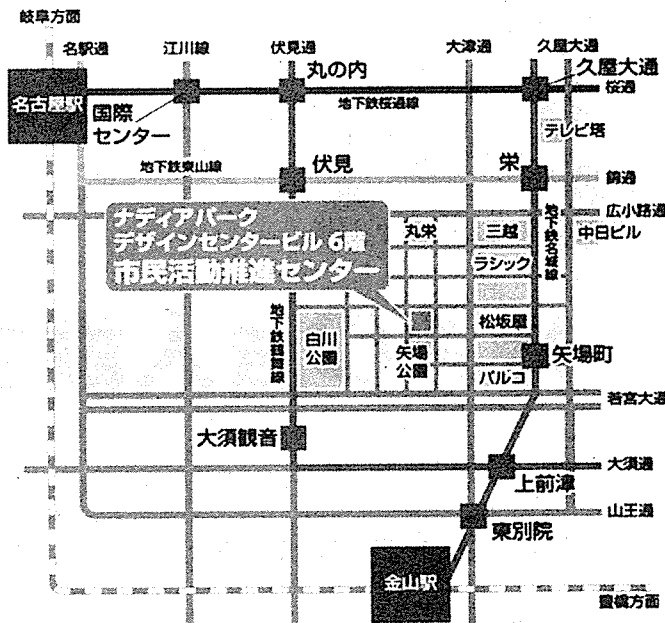 岐阜方面
名駅通
江川線
伏見通
大津通
久屋大通
丸の内
久屋大通
桜通
名古屋駅
国際
センター
地下鉄桜通線
テレビ塔
地下鉄東山線
伏見
栄
錦通
ナディアパーク
デザインセンタービル 6階
市民活動推進センター
丸栄
三越
地下鉄名城線
広小路通
中日ビル
ラシック
地下鉄鶴舞線
白川
公園
矢場
公園
松坂屋
矢場町
パルコ
若宮大通
大須観音
大須通
上前津
山王通
東別院
金山駅
豊橋方面